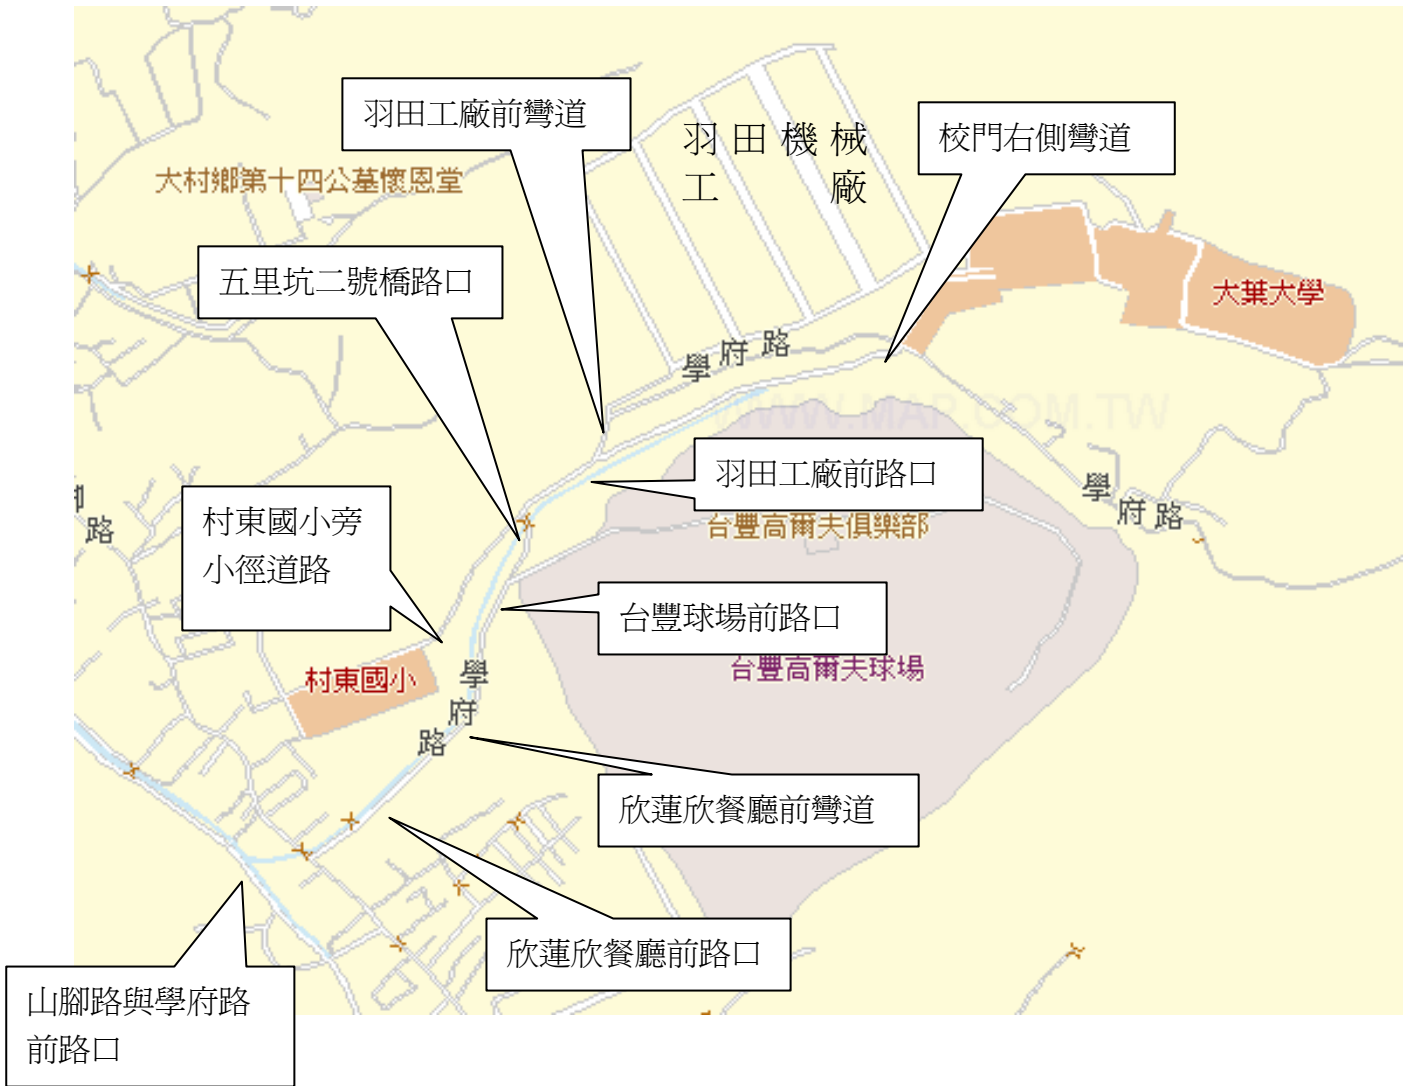 羽田工廠前彎道
羽田機械
工廠
校門右側彎道
大村鄉第十四公墓懷恩堂
五里坑二號橋路口
大葉大學
學府路
WWW.MAP.COM.TW
羽田工廠前路口
學府路
腳路
村東國小旁
小徑道路
台豐高爾夫俱樂部
台豐球場前路口
村東國小
台豐高爾夫球場
學府路
欣蓮欣餐廳前彎道
欣蓮欣餐廳前路口
山腳路與學府路
前路口